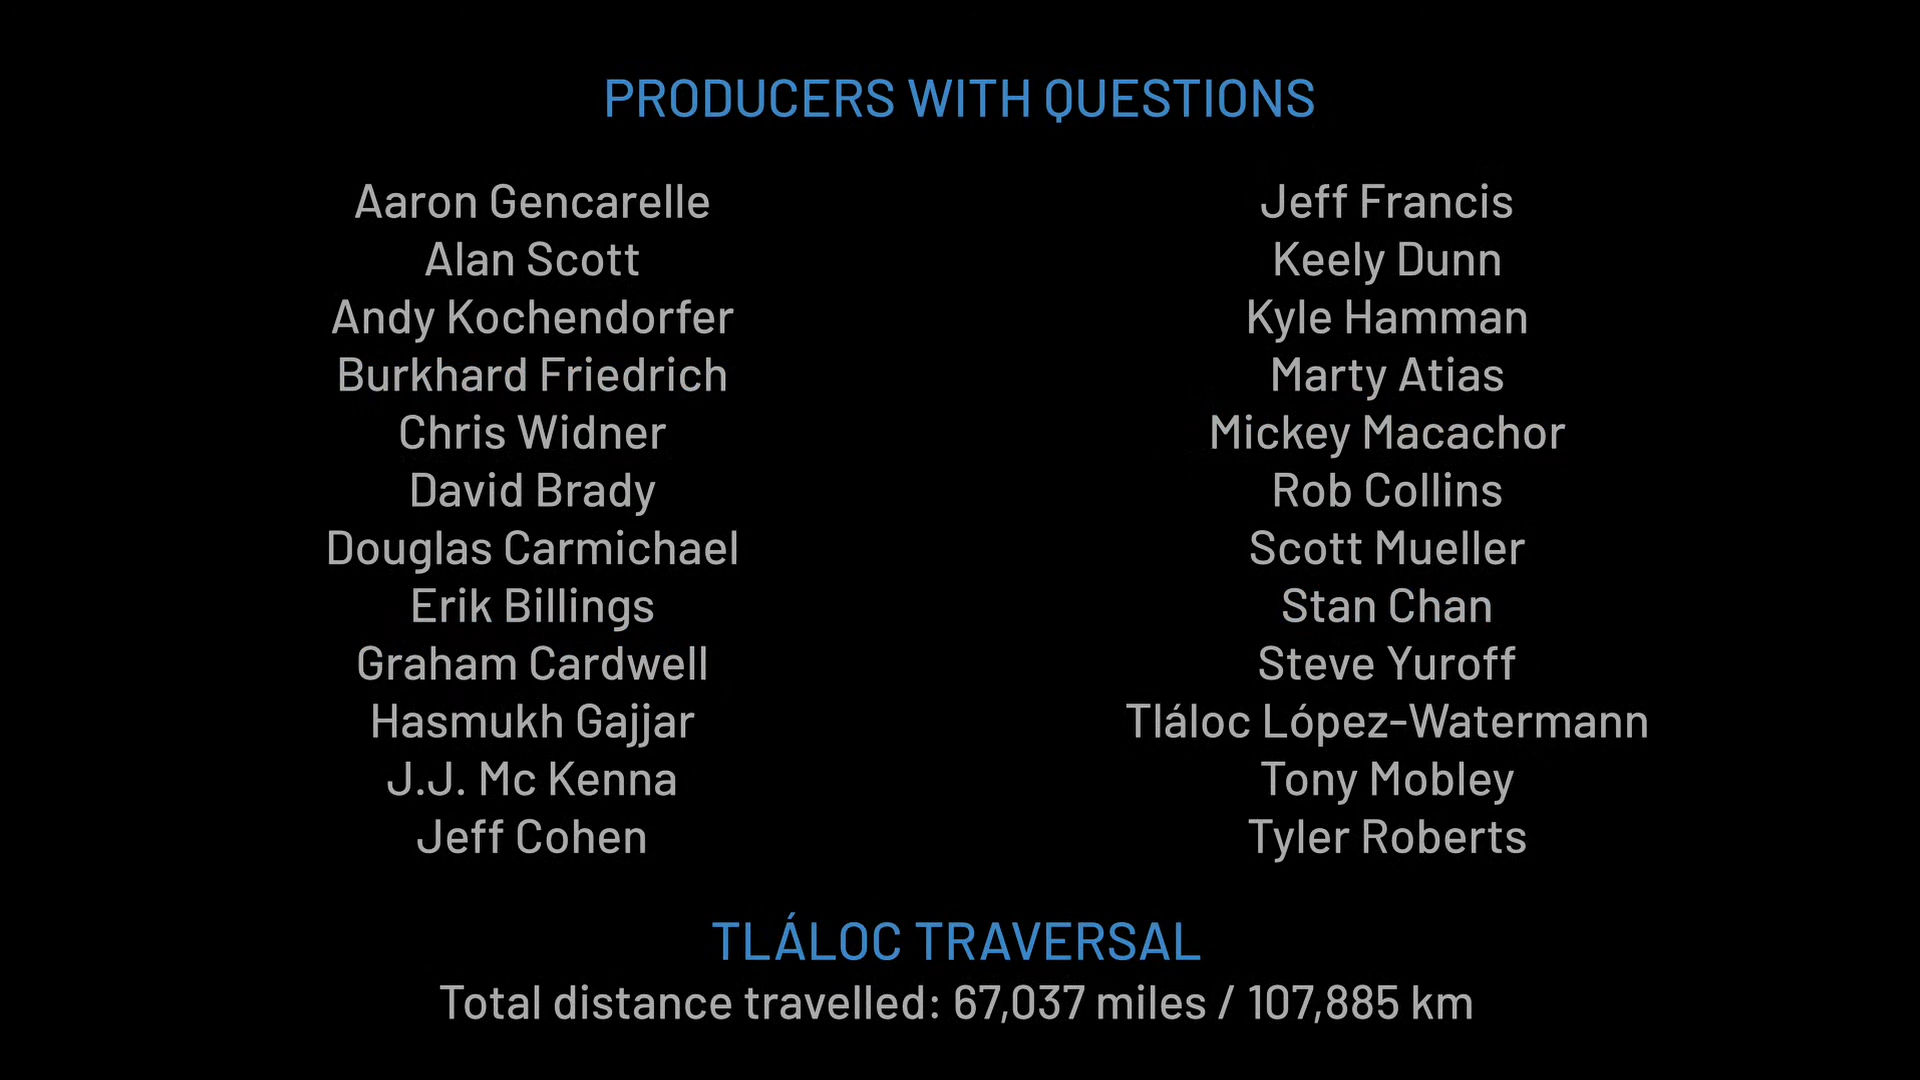 PRODUCERS WITH QUESTIONS
Aaron Gencarelle
Alan Scott
Andy Kochendorfer
Burkhard Friedrich
Chris Widner
David Brady
Douglas Carmichael
Erik Billings
Graham Cardwell
Hasmukh Gajjar
J.J. Mc Kenna
Jeff Cohen
Jeff Francis
Keely Dunn
Kyle Hamman
Marty Atias
Mickey Macachor
Rob Collins
Scott Mueller
Stan Chan
Steve Yuroff
Tláloc López-Watermann
Tony Mobley
Tyler Roberts
TLÁLOC TRAVERSAL
Total distance travelled: 67,037 miles / 107,885 km